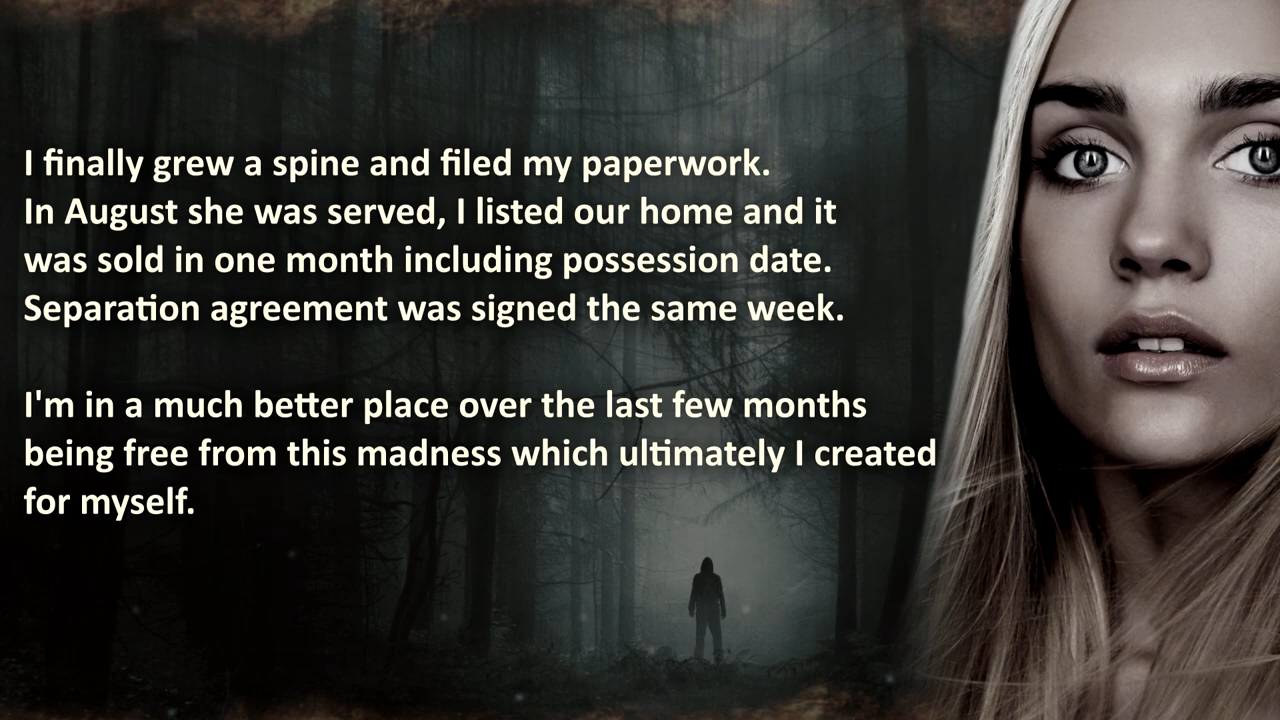 I finally grew a spine and filed my paperwork.
In August she was served, I listed our home and it
was sold in one month including possession date.
Separation agreement was signed the same week.
I'm in a much better place over the last few months
being free from this madness which ultimately I created
for myself.